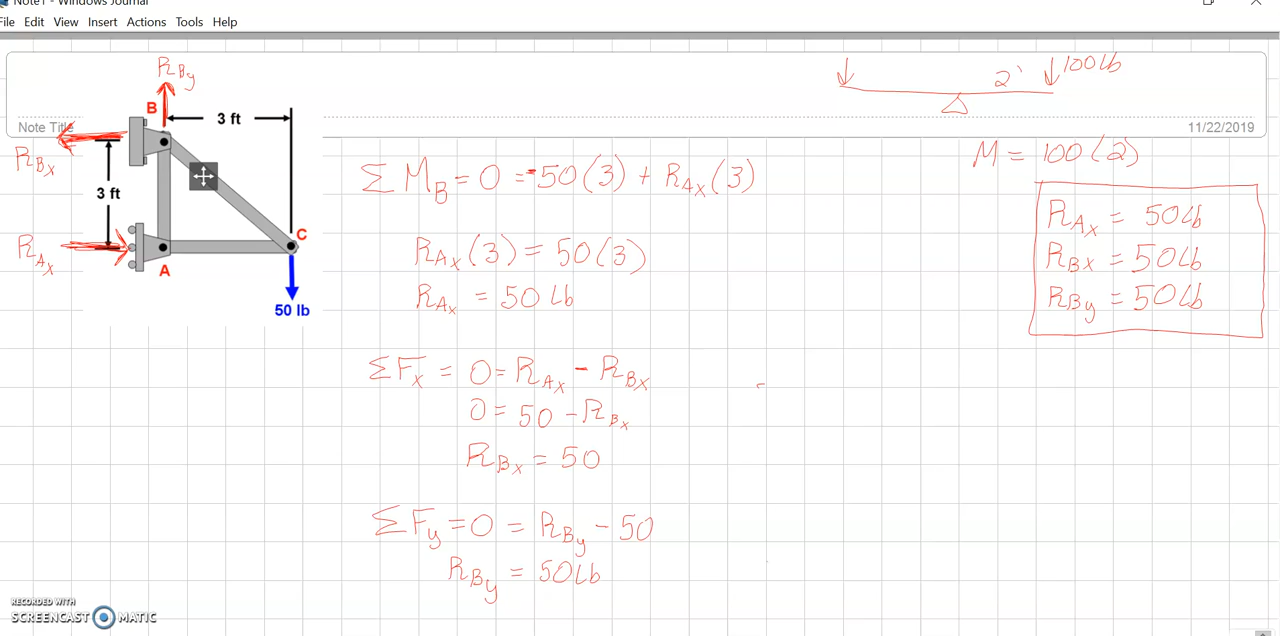 Note1 - Windows Journal
File Edit View Insert Actions Tools Help
R_By
B
3 ft
Note Title
R_Bx
3 ft
R_Ax
A
C
50 lb
2' 100 lb
11/22/2019
M = 100 (2)
ΣM_B = 0 = -50(3) + R_Ax(3)
R_Ax(3) = 50(3)
R_Ax = 50 Lb
R_Ax = 50 lb
R_Bx = 50 Lb
R_By = 50 Lb
ΣF_x = 0 = R_Ax - R_Bx
0 = 50 - R_Bx
R_Bx = 50
ΣF_y = 0 = R_By - 50
R_By = 50 Lb
RECORDED WITH
SCREENCAST MATIC